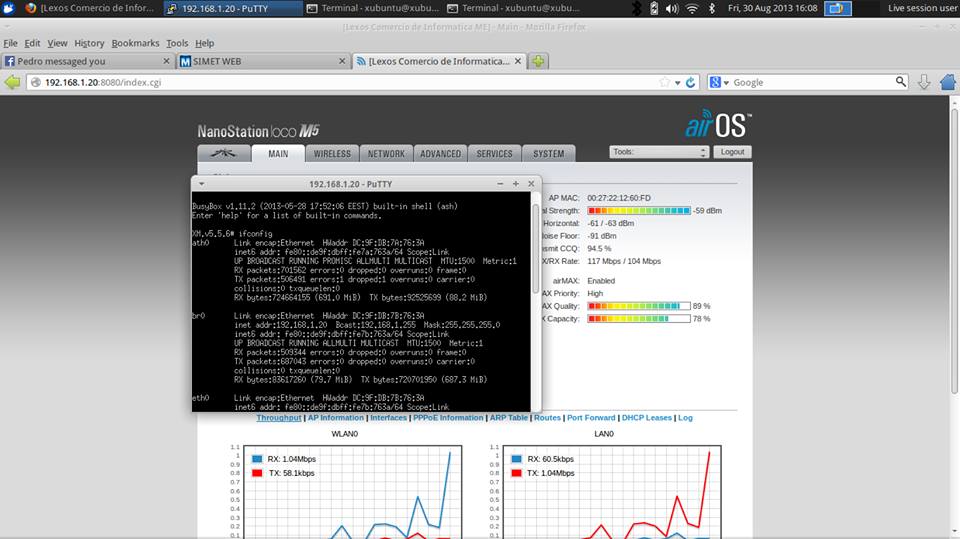 192.168.1.20 - PuTTY
Terminal - xubuntu@xubu...
Terminal - xubuntu@xubu...
Fri, 30 Aug 2013 16:08
Live session user
[Lexos Comercio de Informatica ME] - Main - Mozilla Firefox
File Edit View History Bookmarks Tools Help
Pedro messaged you
SIMET WEB
[Lexos Comercio de Informatica...
192.168.1.20:8080/index.cgi
Google
NanoStation loco M5
airOS™
MAIN WIRELESS NETWORK ADVANCED SERVICES SYSTEM
Tools:
Logout
192.168.1.20 - PuTTY
BusyBox v1.11.2 (2013-05-28 17:52:06 EEST) built-in shell (ash)
Enter 'help' for a list of built-in commands.
XM.v5.5.6# ifconfig
ath0 Link encap:Ethernet HWaddr DC:9F:DB:7A:76:3A
inet6 addr: fe80::de9f:dbff:fe7a:763a/64 Scope:Link
UP BROADCAST RUNNING PROMISC ALLMULTI MULTICAST MTU:1500 Metric:1
RX packets:701562 errors:0 dropped:0 overruns:0 frame:0
TX packets:506491 errors:1 dropped:1 overruns:0 carrier:0
collisions:0 txqueuelen:0
RX bytes:724664155 (691.0 MiB) TX bytes:92525699 (88.2 MiB)
br0 Link encap:Ethernet HWaddr DC:9F:DB:7B:76:3A
inet addr:192.168.1.20 Bcast:192.168.1.255 Mask:255.255.255.0
inet6 addr: fe80::de9f:dbff:fe7b:763a/64 Scope:Link
UP BROADCAST RUNNING ALLMULTI MULTICAST MTU:1500 Metric:1
RX packets:509344 errors:0 dropped:0 overruns:0 frame:0
TX packets:687043 errors:0 dropped:0 overruns:0 carrier:0
collisions:0 txqueuelen:0
RX bytes:83617260 (79.7 MiB) TX bytes:720701950 (687.3 MiB)
eth0 Link encap:Ethernet HWaddr DC:9F:DB:7B:76:3A
inet6 addr: fe80::de9f:dbff:fe7b:763a/64 Scope:Link
AP MAC: 00:27:22:12:60:FD
al Strength: -59 dBm
Horizontal: -61 / -63 dBm
oise Floor: -91 dBm
smit CCQ: 94.5 %
X/RX Rate: 117 Mbps / 104 Mbps
airMAX: Enabled
AX Priority: High
AX Quality: 89 %
X Capacity: 78 %
Throughput | AP Information | Interfaces | PPPoE Information | ARP Table | Routes | Port Forward | DHCP Leases | Log
WLAN0
1.1
1
0.9
0.8
0.7
0.6
0.5
0.4
0.3
0.2
0.1
RX: 1.04Mbps
TX: 58.1kbps
LAN0
1.1
1
0.9
0.8
0.7
0.6
0.5
0.4
0.3
0.2
0.1
RX: 60.5kbps
TX: 1.04Mbps